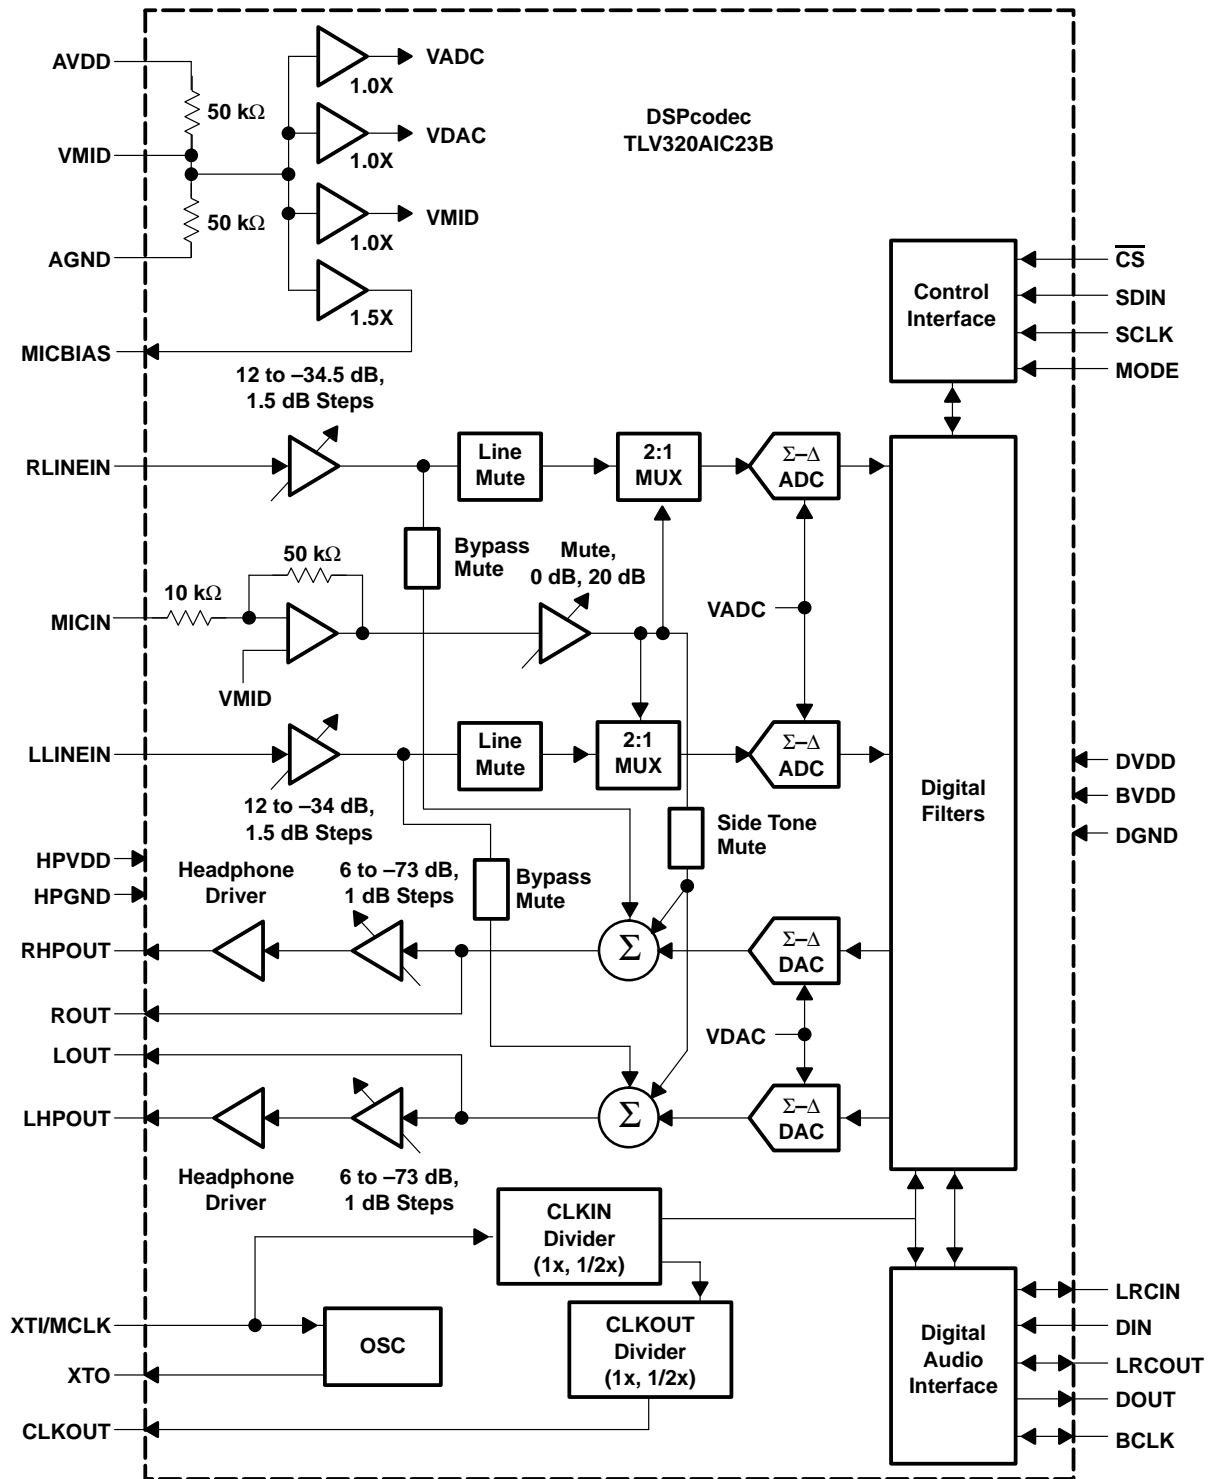 AVDD
50 kΩ
VMID
50 kΩ
AGND
MICBIAS
1.0X
VADC
1.0X
VDAC
1.0X
VMID
1.5X
DSPcodec
TLV320AIC23B
Control
Interface
CS
SDIN
SCLK
MODE
12 to –34.5 dB,
1.5 dB Steps
RLINEIN
Line
Mute
2:1
MUX
Σ–Δ
ADC
Bypass
Mute
Mute,
0 dB, 20 dB
50 kΩ
10 kΩ
MICIN
VMID
VADC
LLINEIN
Line
Mute
2:1
MUX
Σ–Δ
ADC
12 to –34 dB,
1.5 dB Steps
Digital
Filters
DVDD
BVDD
DGND
Side Tone
Mute
HPVDD
HPGND
Headphone
Driver
6 to –73 dB,
1 dB Steps
Bypass
Mute
RHPOUT
Σ
Σ–Δ
DAC
ROUT
LOUT
VDAC
LHPOUT
Σ
Σ–Δ
DAC
Headphone
Driver
6 to –73 dB,
1 dB Steps
CLKIN
Divider
(1x, 1/2x)
XTI/MCLK
OSC
XTO
CLKOUT
Divider
(1x, 1/2x)
CLKOUT
Digital
Audio
Interface
LRCIN
DIN
LRCOUT
DOUT
BCLK